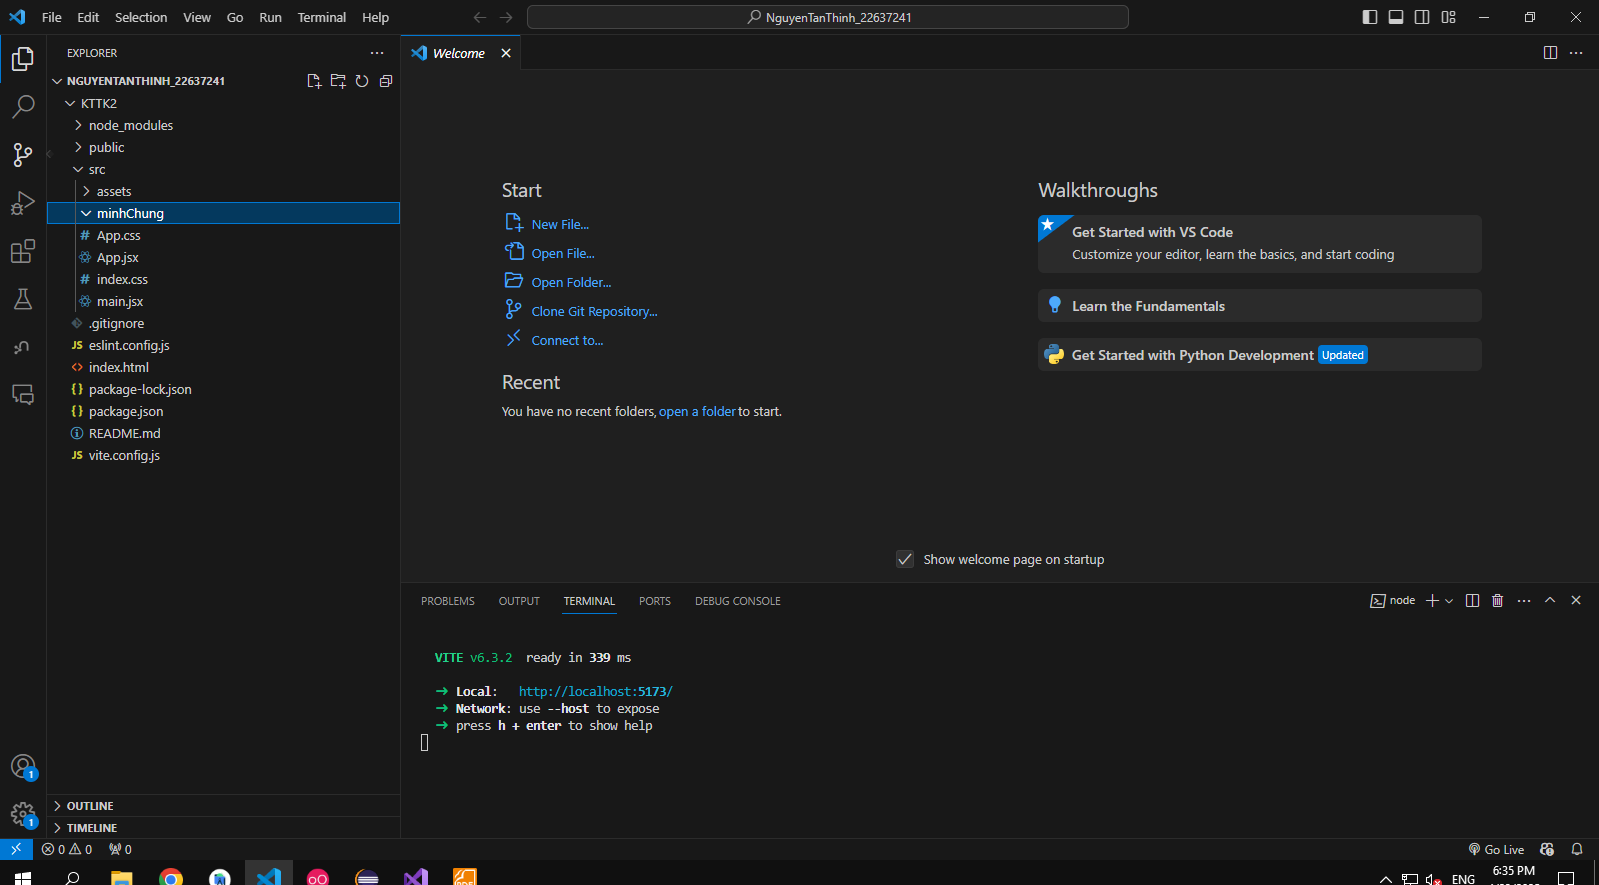 File Edit Selection View Go Run Terminal Help
NguyenTanThinh_22637241
EXPLORER
NGUYENTANTHINH_22637241
KTTK2
node_modules
public
src
assets
minhChung
# App.css
App.jsx
# index.css
main.jsx
.gitignore
JS eslint.config.js
<> index.html
{} package-lock.json
{} package.json
README.md
JS vite.config.js
OUTLINE
TIMELINE
Welcome
Start
New File...
Open File...
Open Folder...
Clone Git Repository...
Connect to...
Recent
You have no recent folders, open a folder to start.
Walkthroughs
Get Started with VS Code
Customize your editor, learn the basics, and start coding
Learn the Fundamentals
Get Started with Python Development Updated
Show welcome page on startup
PROBLEMS OUTPUT TERMINAL PORTS DEBUG CONSOLE
node
VITE v6.3.2 ready in 339 ms
➜ Local: http://localhost:5173/
➜ Network: use --host to expose
➜ press h + enter to show help
1
1
0 0 0
Go Live
ENG
6:35 PM